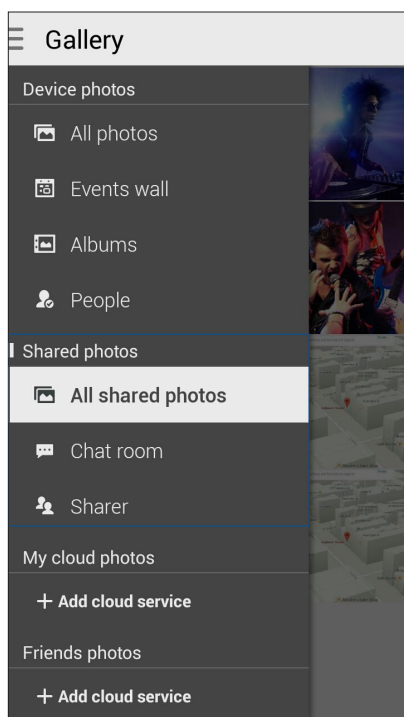 Gallery
Device photos
All photos
Events wall
Albums
People
Shared photos
All shared photos
Chat room
Sharer
My cloud photos
+ Add cloud service
Friends photos
+ Add cloud service